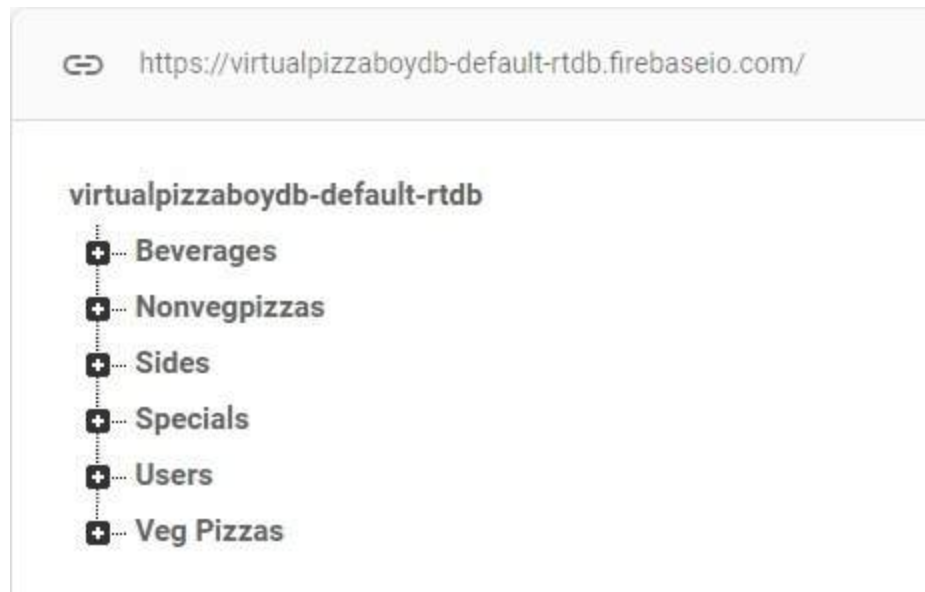 https://virtualpizzaboydb-default-rtdb.firebaseio.com/
virtualpizzaboydb-default-rtdb
Beverages
Nonvegpizzas
Sides
Specials
Users
Veg Pizzas